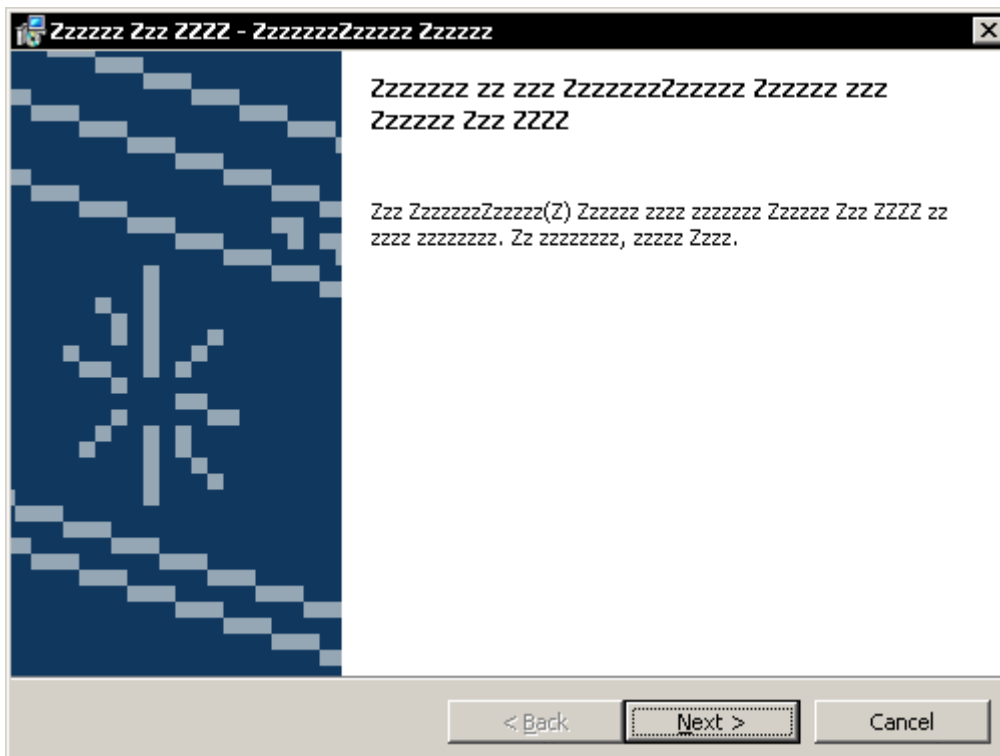 Zzzzzz Zzz ZZZZ - ZzzzzzzZzzzzz Zzzzzz
Zzzzzzz zz zzz ZzzzzzzZzzzzz Zzzzzz zzz
Zzzzzz Zzz ZZZZ
Zzz ZzzzzzzZzzzzz(Z) Zzzzzz zzzz zzzzzzz Zzzzzz Zzz ZZZZ zz
zzzz zzzzzzzz. Zz zzzzzzzz, zzzzz Zzzz.
< Back
Next >
Cancel